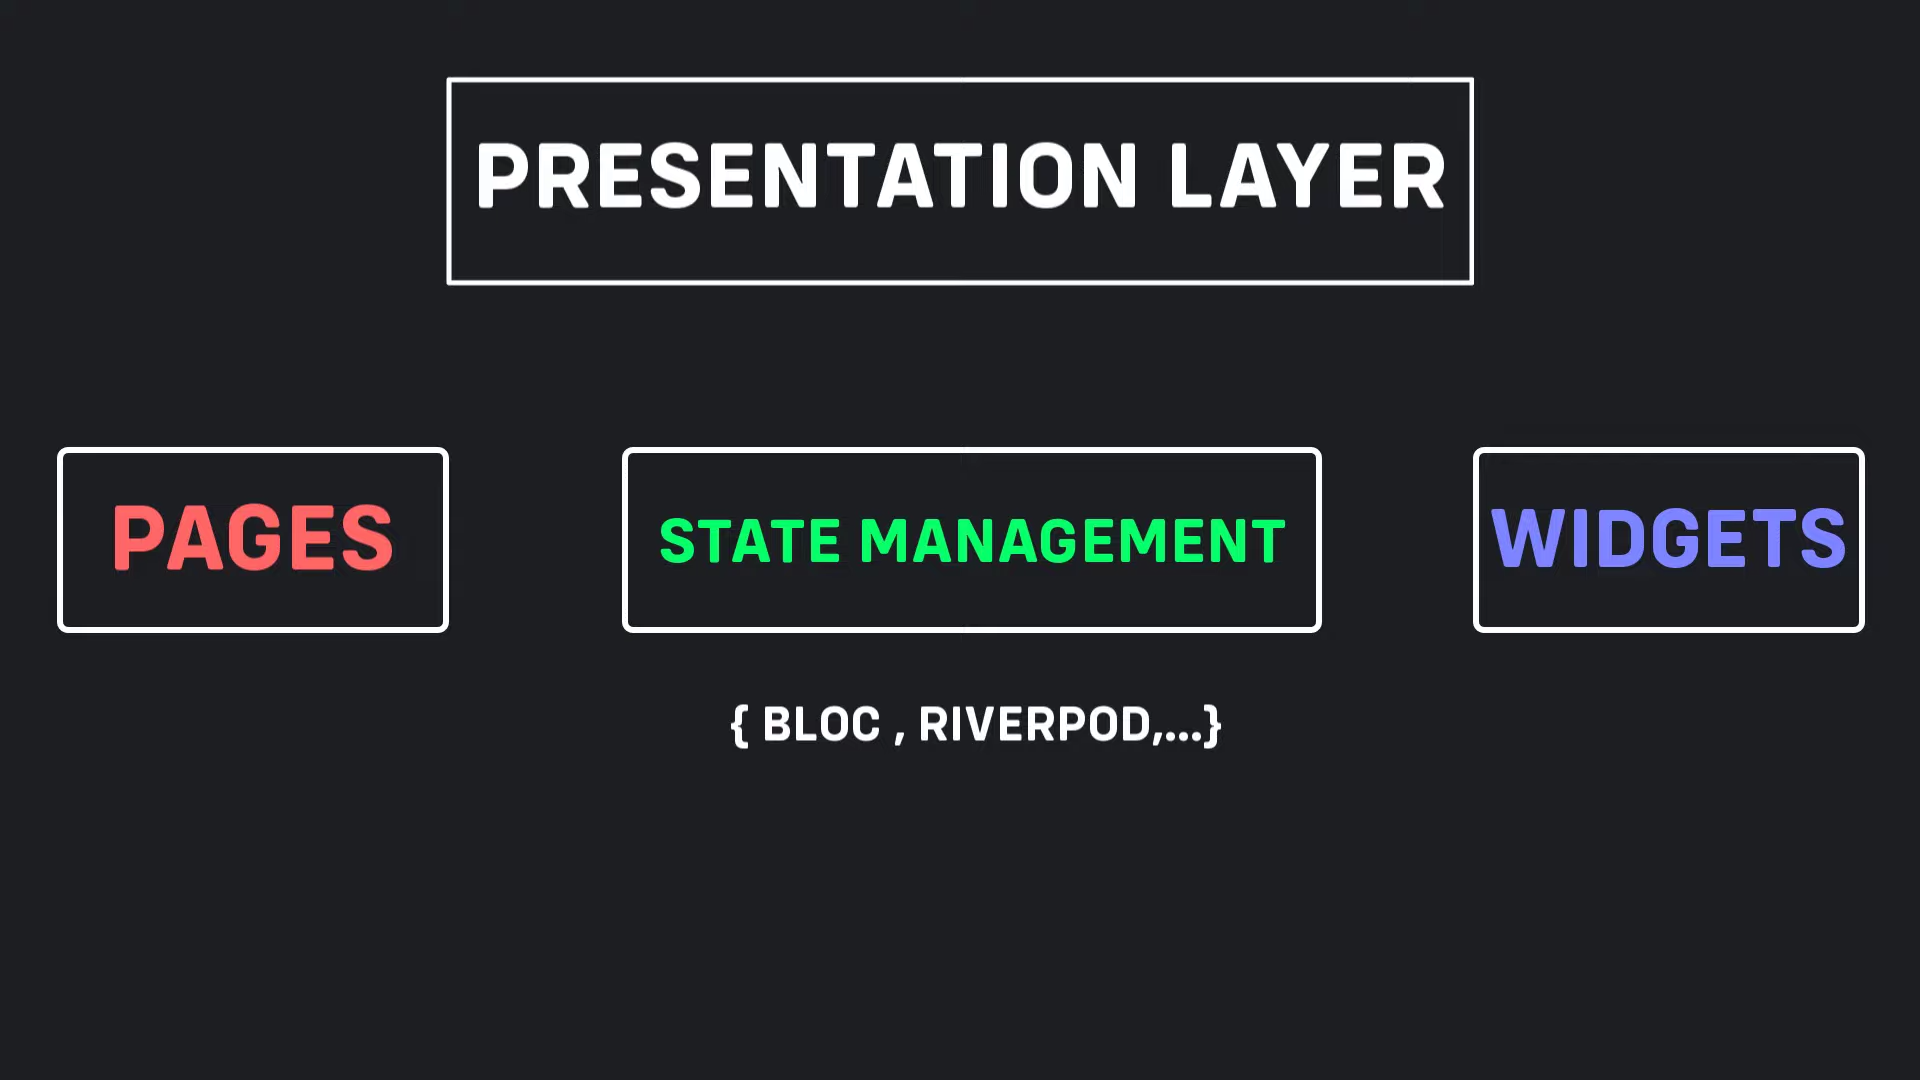 PRESENTATION LAYER
PAGES
STATE MANAGEMENT
WIDGETS
{ BLOC , RIVERPOD,...}